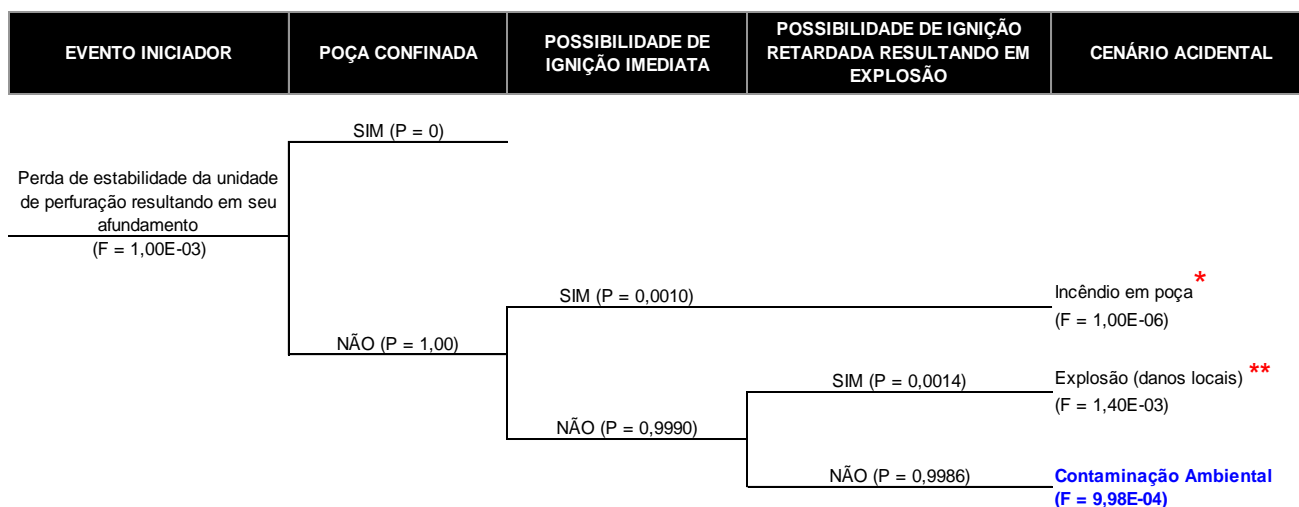 EVENTO INICIADOR
POÇA CONFINADA
POSSIBILIDADE DE
IGNIÇÃO IMEDIATA
POSSIBILIDADE DE IGNIÇÃO
RETARDADA RESULTANDO EM
EXPLOSÃO
CENÁRIO ACIDENTAL
SIM (P = 0)
Perda de estabilidade da unidade
de perfuração resultando em seu
afundamento
(F = 1,00E-03)
SIM (P = 0,0010)
Incêndio em poça *
(F = 1,00E-06)
NÃO (P = 1,00)
SIM (P = 0,0014)
Explosão (danos locais) **
(F = 1,40E-03)
NÃO (P = 0,9990)
NÃO (P = 0,9986)
Contaminação Ambiental
(F = 9,98E-04)